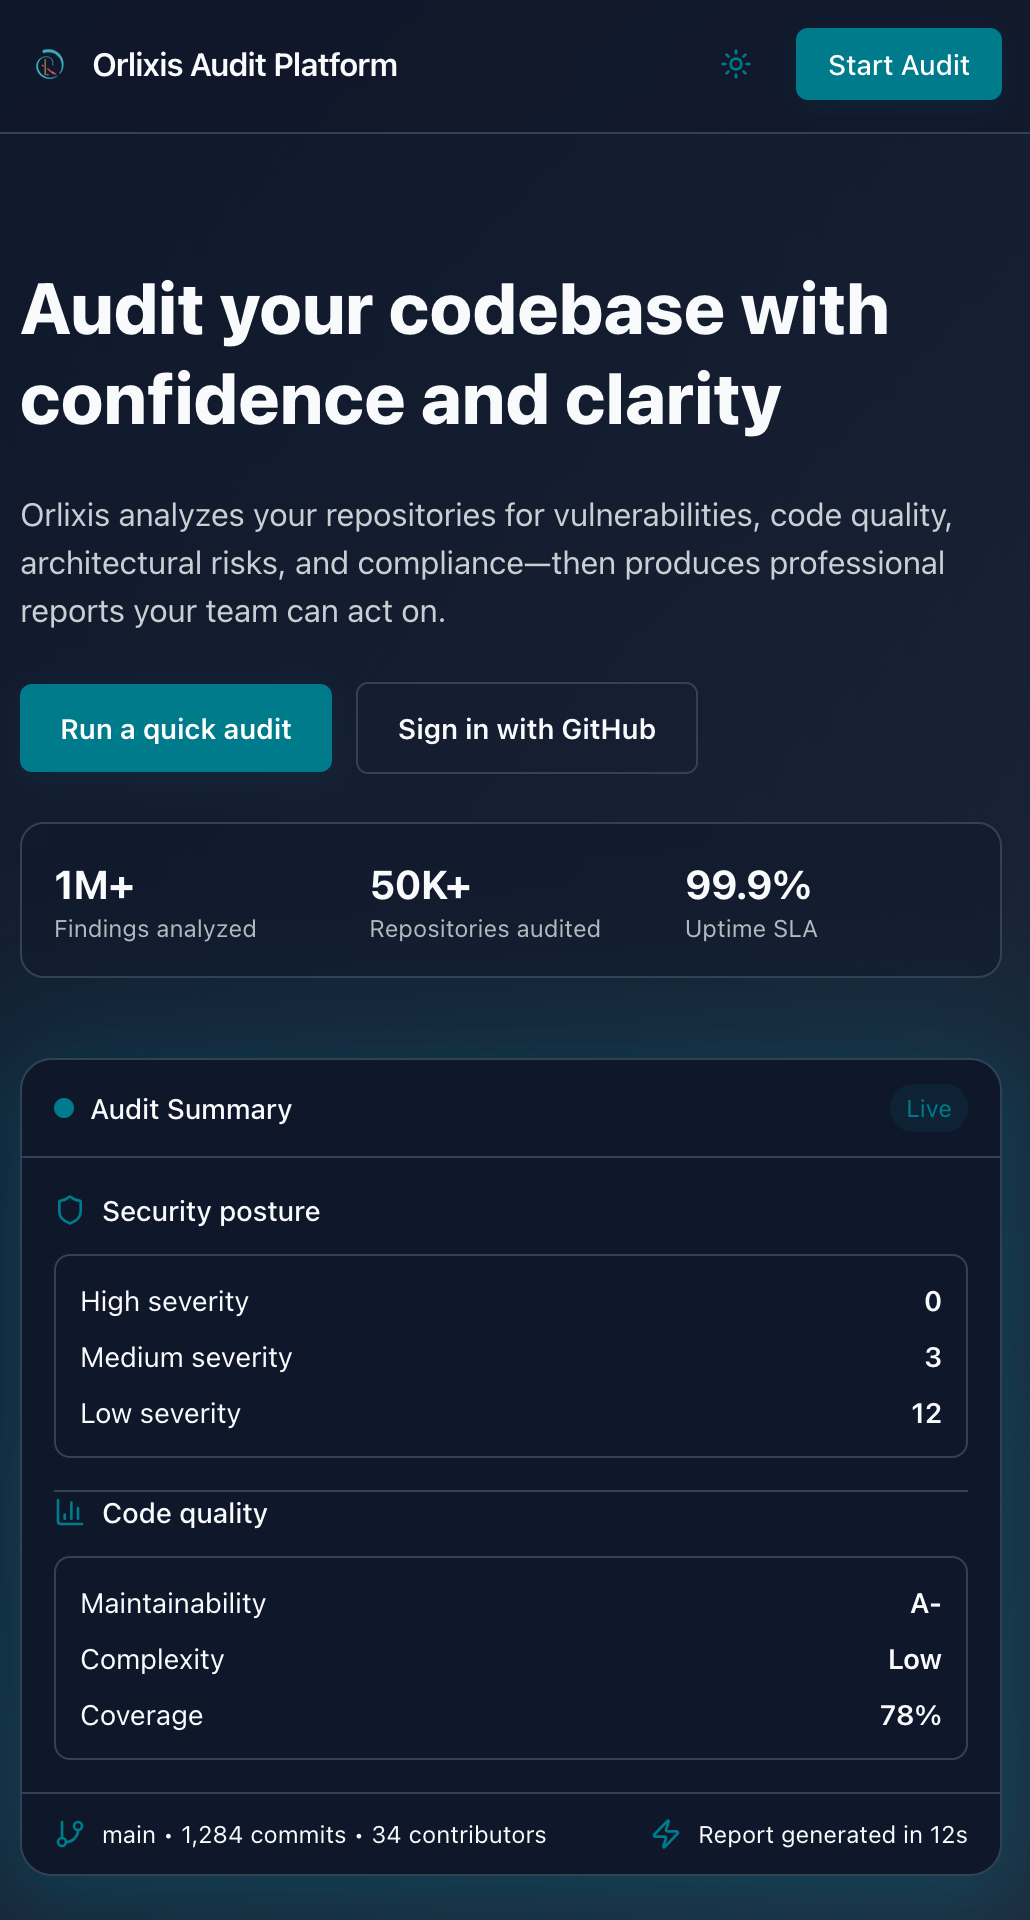 Orlixis Audit Platform
Start Audit
Audit your codebase with
confidence and clarity
Orlixis analyzes your repositories for vulnerabilities, code quality,
architectural risks, and compliance—then produces professional
reports your team can act on.
Run a quick audit
Sign in with GitHub
1M+
Findings analyzed
50K+
Repositories audited
99.9%
Uptime SLA
Audit Summary
Live
Security posture
High severity 0
Medium severity 3
Low severity 12
Code quality
Maintainability A-
Complexity Low
Coverage 78%
main • 1,284 commits • 34 contributors
Report generated in 12s